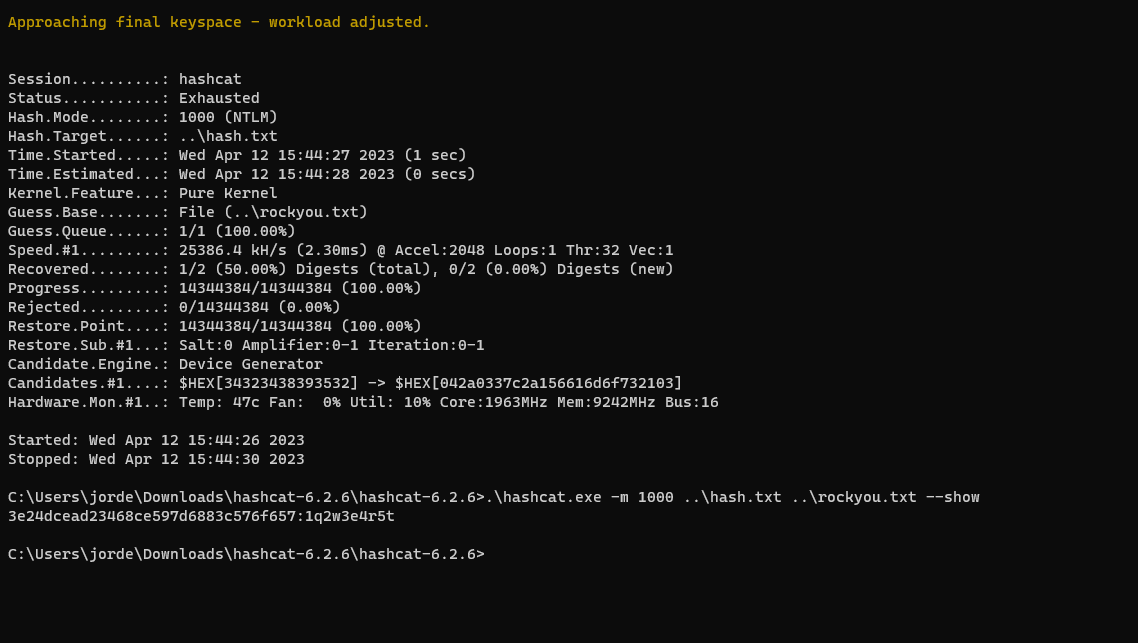 Approaching final keyspace - workload adjusted.
Session..........: hashcat
Status...........: Exhausted
Hash.Mode........: 1000 (NTLM)
Hash.Target......: ..\hash.txt
Time.Started.....: Wed Apr 12 15:44:27 2023 (1 sec)
Time.Estimated...: Wed Apr 12 15:44:28 2023 (0 secs)
Kernel.Feature...: Pure Kernel
Guess.Base.......: File (..\rockyou.txt)
Guess.Queue......: 1/1 (100.00%)
Speed.#1.........: 25386.4 kH/s (2.30ms) @ Accel:2048 Loops:1 Thr:32 Vec:1
Recovered........: 1/2 (50.00%) Digests (total), 0/2 (0.00%) Digests (new)
Progress.........: 14344384/14344384 (100.00%)
Rejected.........: 0/14344384 (0.00%)
Restore.Point....: 14344384/14344384 (100.00%)
Restore.Sub.#1...: Salt:0 Amplifier:0-1 Iteration:0-1
Candidate.Engine.: Device Generator
Candidates.#1....: $HEX[34323438393532] -> $HEX[042a0337c2a156616d6f732103]
Hardware.Mon.#1..: Temp: 47c Fan:  0% Util: 10% Core:1963MHz Mem:9242MHz Bus:16
Started: Wed Apr 12 15:44:26 2023
Stopped: Wed Apr 12 15:44:30 2023
C:\Users\jorde\Downloads\hashcat-6.2.6\hashcat-6.2.6>.\hashcat.exe -m 1000 ..\hash.txt ..\rockyou.txt --show
3e24dcead23468ce597d6883c576f657:1q2w3e4r5t
C:\Users\jorde\Downloads\hashcat-6.2.6\hashcat-6.2.6>